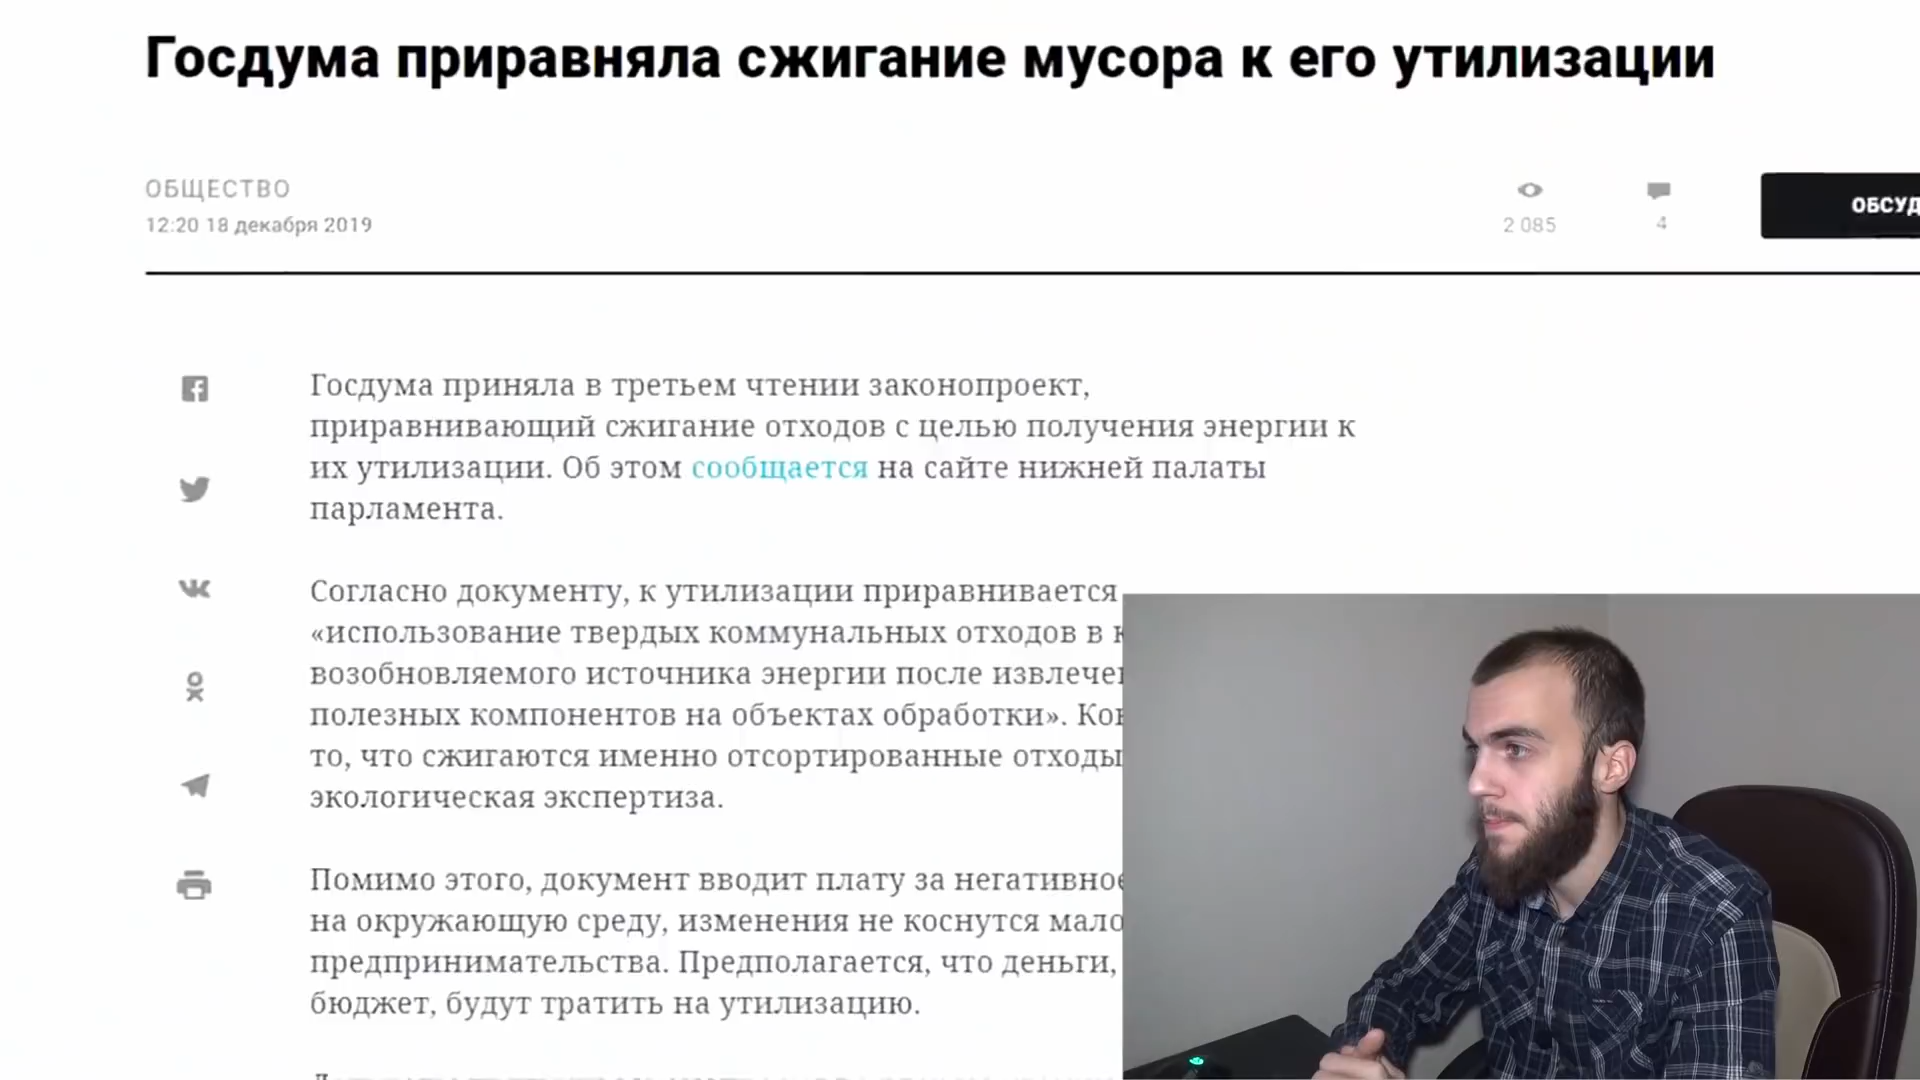 Госдума приравняла сжигание мусора к его утилизации
ОБЩЕСТВО
12:20 18 декабря 2019
2 085
4
ОБСУД
Госдума приняла в третьем чтении законопроект,
приравнивающий сжигание отходов с целью получения энергии к
их утилизации. Об этом сообщается на сайте нижней палаты
парламента.
Согласно документу, к утилизации приравнивается
«использование твердых коммунальных отходов в
возобновляемого источника энергии после извлече
полезных компонентов на объектах обработки».
то, что сжигаются именно отсортированные отходы
экологическая экспертиза.
Помимо этого, документ вводит плату за негативное
на окружающую среду, изменения не коснутся мало
предпринимательства. Предполагается, что деньги,
бюджет, будут тратить на утилизацию.